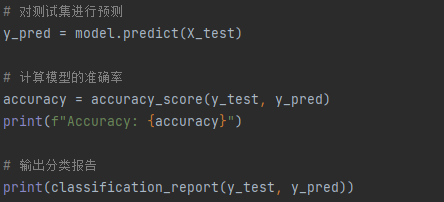 # 对测试集进行预测
y_pred = model.predict(X_test)
# 计算模型的准确率
accuracy = accuracy_score(y_test, y_pred)
print(f"Accuracy: {accuracy}")
# 输出分类报告
print(classification_report(y_test, y_pred))